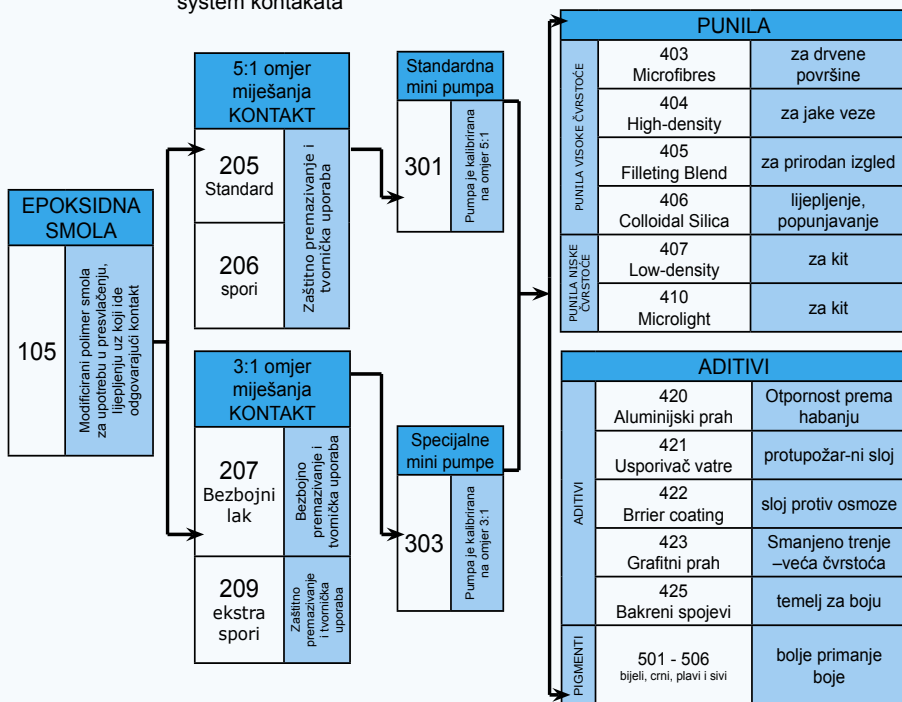 system kontakata
EPOKSIDNA
SMOLA
105
Modificirani polimer smola
za upotrebu u presvlačenju,
lijepljenju uz koji ide
odgovarajući kontakt
5:1 omjer
miješanja
KONTAKT
205
Standard
206
spori
Zaštitno premazivanje i
tvornička uporaba
3:1 omjer
miješanja
KONTAKT
207
Bezbojni
lak
Bezbojno
premazivanje i
tvornička uporaba
209
ekstra
spori
Zaštitno
premazivanje
i tvornička
uporaba
Standardna
mini pumpa
301
Pumpa je kalibrirana
na omjer 5:1
Specijalne
mini pumpe
303
Pumpa je kalibrirana
na omjer 3:1
PUNILA
PUNILA VISOKE ČVRSTOĆE
403
Microfibres
za drvene
površine
404
High-density
za jake veze
405
Filleting Blend
za prirodan izgled
406
Colloidal Silica
lijepljenje,
popunjavanje
PUNILA NISKE
ČVRSTOĆE
407
Low-density
za kit
410
Microlight
za kit
ADITIVI
ADITIVI
420
Aluminijski prah
Otpornost prema
habanju
421
Usporivač vatre
protupožar-ni sloj
422
Brrier coating
sloj protiv osmoze
423
Grafitni prah
Smanjeno trenje
–veća čvrstoća
425
Bakreni spojevi
temelj za boju
PIGMENTI
501 - 506
bijeli, crni, plavi i sivi
bolje primanje
boje